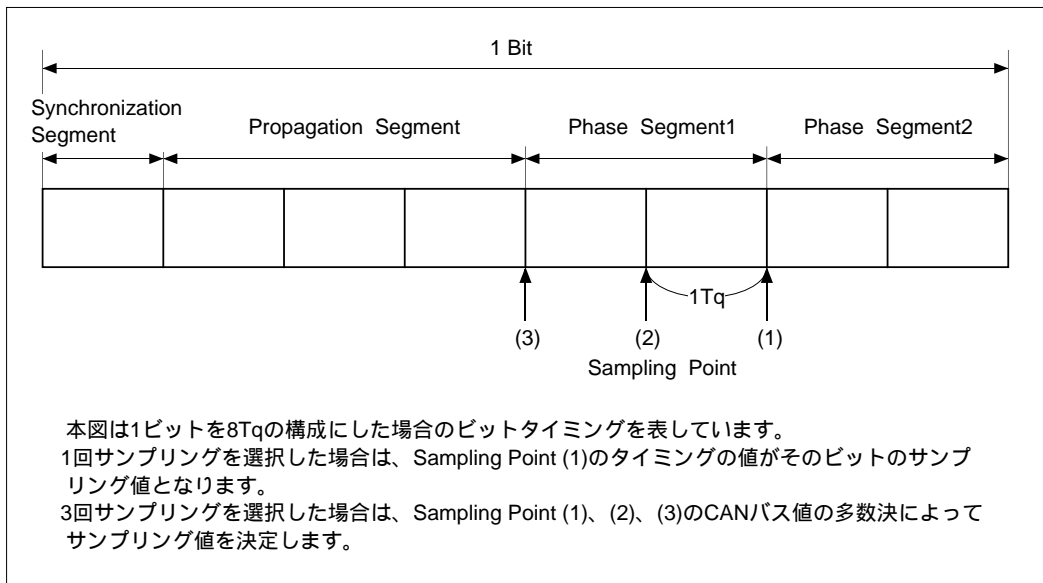 1 Bit
Synchronization
Segment
Propagation Segment
Phase Segment1
Phase Segment2
1Tq
(3)
(2)
(1)
Sampling Point
本図は1ビットを8Tqの構成にした場合のビットタイミングを表しています。
1回サンプリングを選択した場合は、Sampling Point (1)のタイミングの値がそのビットのサンプ
リング値となります。
3回サンプリングを選択した場合は、Sampling Point (1)、(2)、(3)のCANバス値の多数決によって
サンプリング値を決定します。